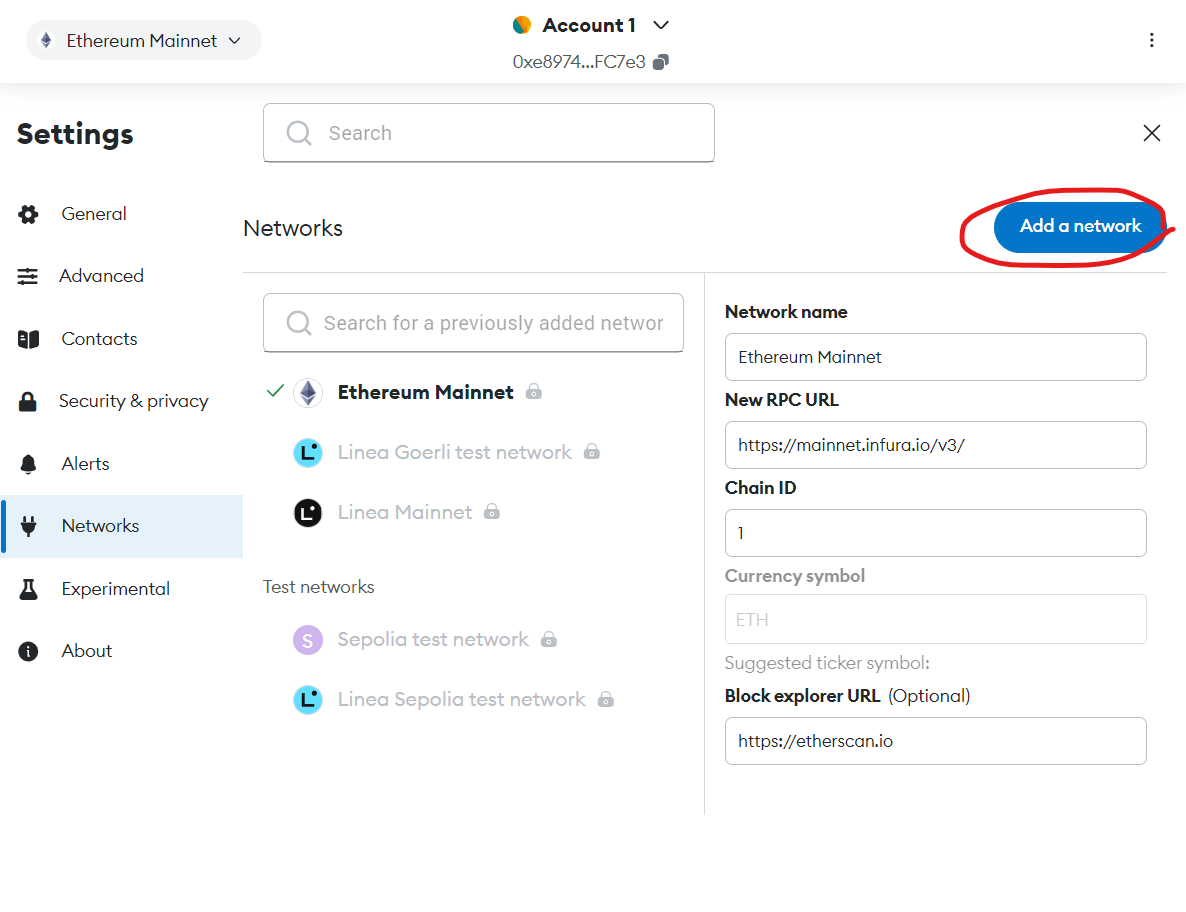 Ethereum Mainnet
Account 1
0xe8974...FC7e3
Settings
Search
General
Advanced
Contacts
Security & privacy
Alerts
Networks
Experimental
About
Networks
Add a network
Search for a previously added networ
Ethereum Mainnet
L Linea Goerli test network
L Linea Mainnet
Test networks
S Sepolia test network
L Linea Sepolia test network
Network name
Ethereum Mainnet
New RPC URL
https://mainnet.infura.io/v3/
Chain ID
1
Currency symbol
ETH
Suggested ticker symbol:
Block explorer URL (Optional)
https://etherscan.io